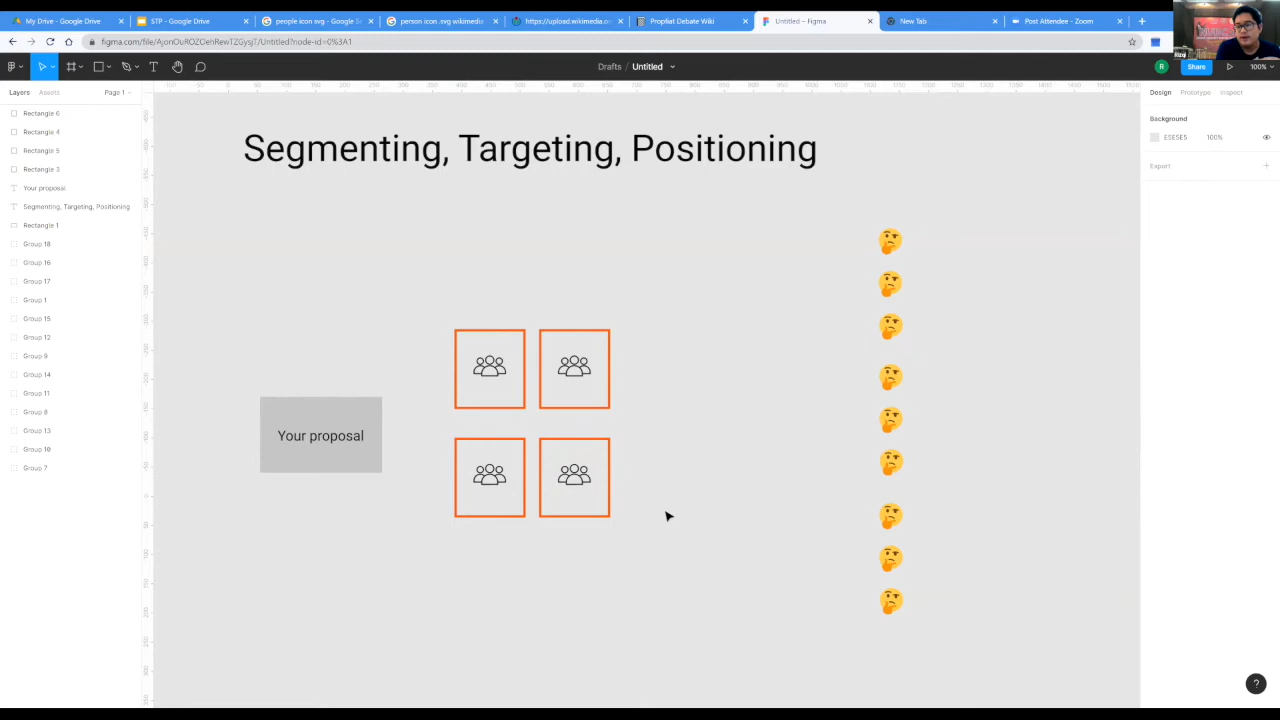 My Drive - Google Drive
STP - Google Drive
people icon svg - Google Se
person icon .svg wikimedia
https://upload.wikimedia.o
Propfiat Debate Wiki
Untitled – Figma
New Tab
Post Attendee - Zoom
Drafts / Untitled
R
Share
100%
Layers
Assets
Page 1
Design
Prototype
Inspect
Background
E5E5E5
100%
Export
Rectangle 6
Rectangle 4
Rectangle 5
Rectangle 3
Your proposal
Segmenting, Targeting, Positioning
Rectangle 1
Group 18
Group 16
Group 17
Group 1
Group 15
Group 12
Group 9
Group 14
Group 11
Group 8
Group 13
Group 10
Group 7
Segmenting, Targeting, Positioning
Your proposal
?